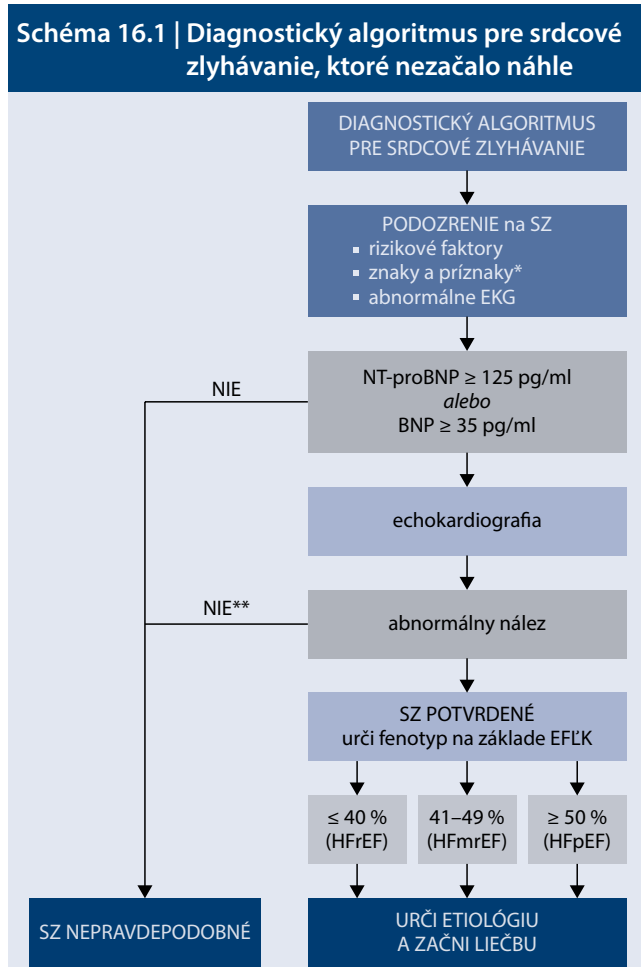 Schéma 16.1 | Diagnostický algoritmus pre srdcové
zlyhávanie, ktoré nezačalo náhle
DIAGNOSTICKÝ ALGORITMUS
PRE SRDCOVÉ ZLYHÁVANIE
PODOZRENIE na SZ
▪ rizikové faktory
▪ znaky a príznaky*
▪ abnormálne EKG
NIE
NT-proBNP ≥ 125 pg/ml
alebo
BNP ≥ 35 pg/ml
echokardiografia
NIE**
abnormálny nález
SZ POTVRDENÉ
urči fenotyp na základe EFĽK
≤ 40 %
(HFrEF)
41–49 %
(HFmrEF)
≥ 50 %
(HFpEF)
SZ NEPRAVDEPODOBNÉ
URČI ETIOLÓGIU
A ZAČNI LIEČBU